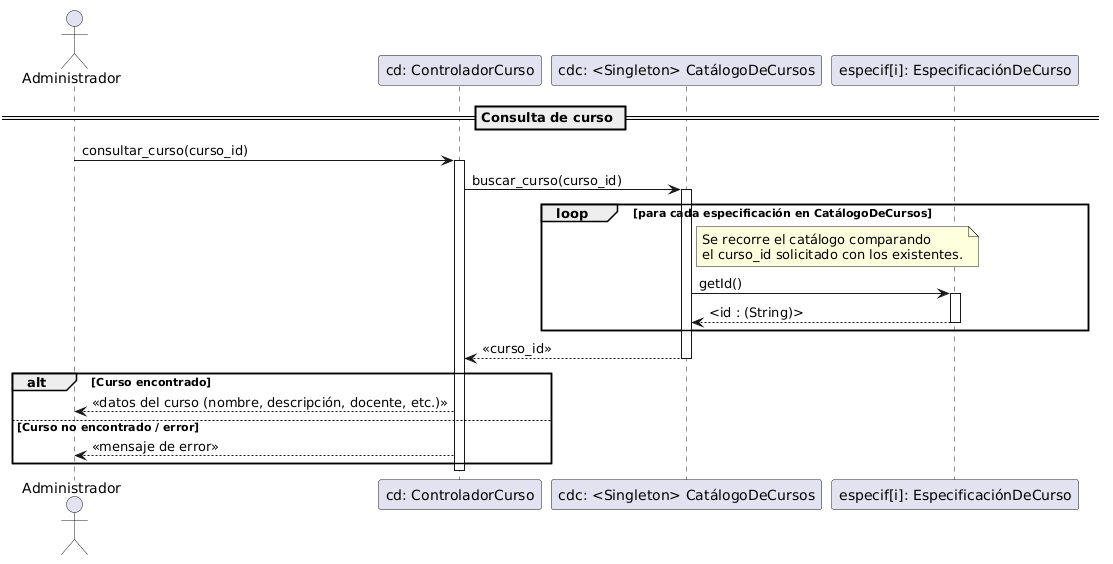 Administrador
cd: ControladorCurso
cdc: <Singleton> CatálogoDeCursos
especif[i]: EspecificaciónDeCurso
Consulta de curso
consultar_curso(curso_id)
buscar_curso(curso_id)
loop
[para cada especificación en CatálogoDeCursos]
Se recorre el catálogo comparando
el curso_id solicitado con los existentes.
getId()
<id : (String)>
«curso_id»
alt
[Curso encontrado]
«datos del curso (nombre, descripción, docente, etc.)»
[Curso no encontrado / error]
«mensaje de error»
Administrador
cd: ControladorCurso
cdc: <Singleton> CatálogoDeCursos
especif[i]: EspecificaciónDeCurso